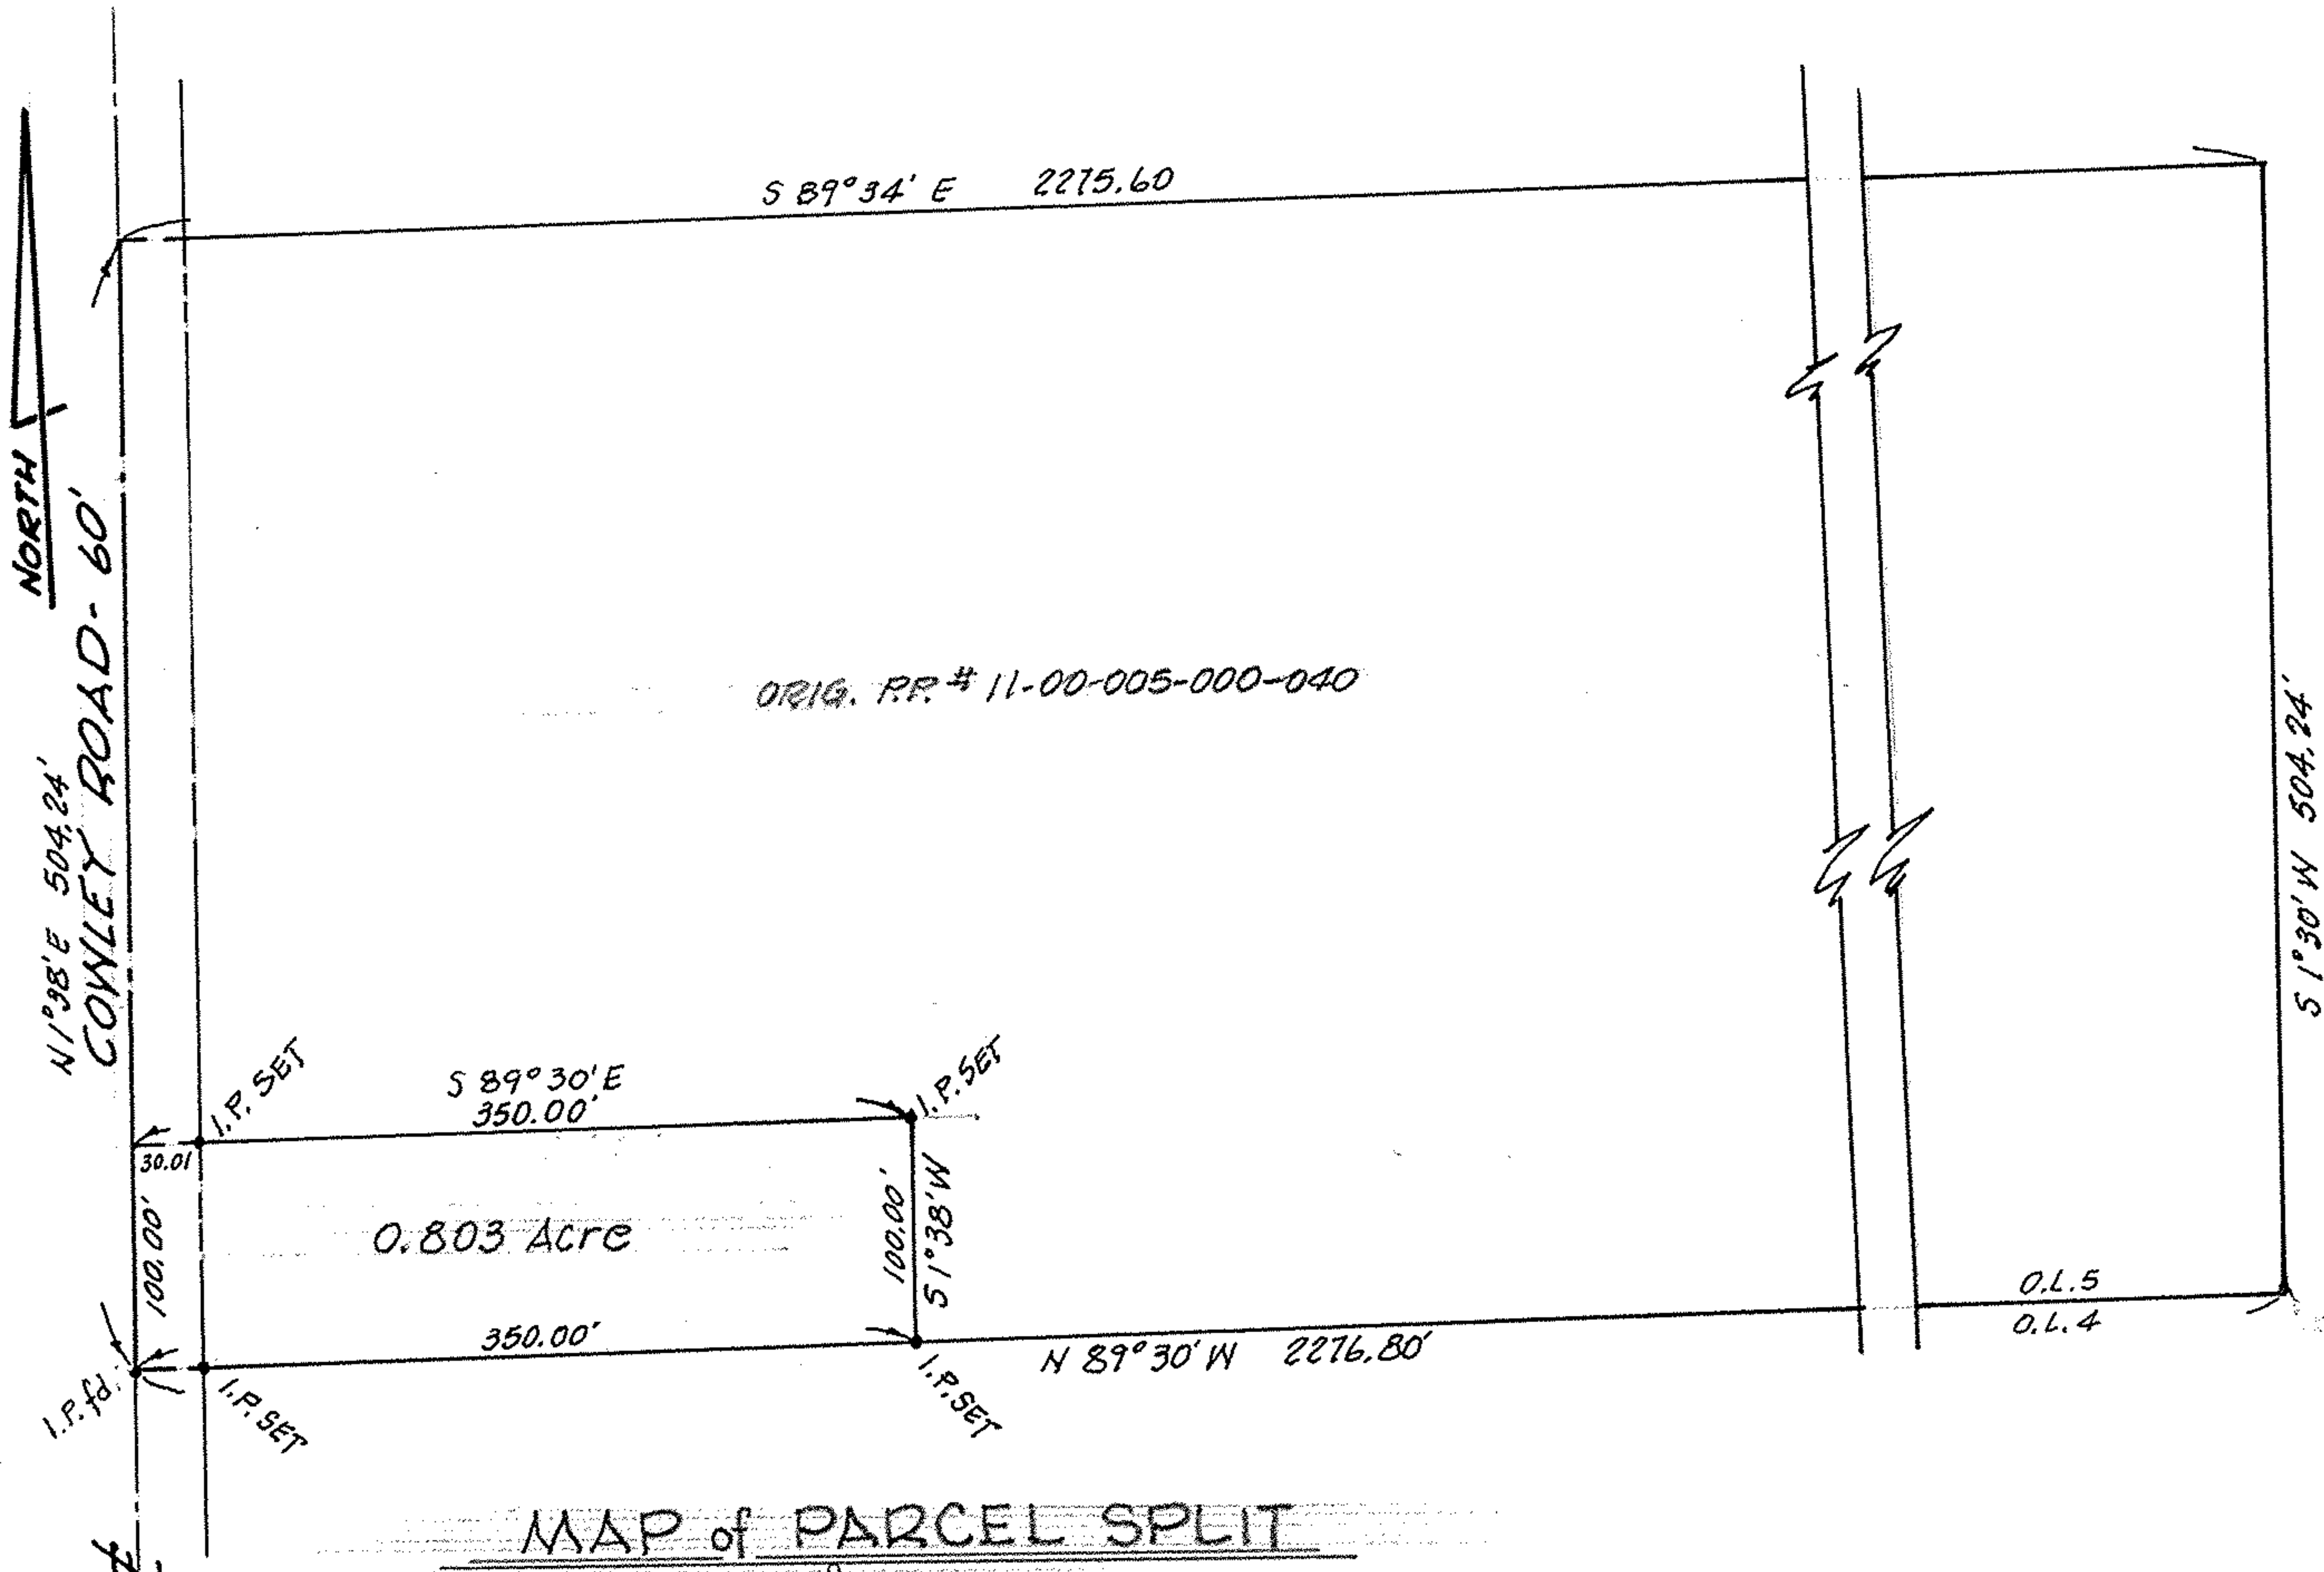 S 89°34' E 2275.60
NORTH
COWLEY ROAD - 60'
N 1°38' E 504.24'
ORIG. P.P. # 11-00-005-000-040
S 1°30' W 504.24'
I.P. SET
S 89°30' E
350.00'
I.P. SET
30.01
100.00'
0.803 Acre
100.00'
S 1°38' W
350.00'
N 89°30' W 2276.80'
O.L. 5
O.L. 4
I.P. fd.
I.P. SET
I.P. SET
MAP of PARCEL SPLIT